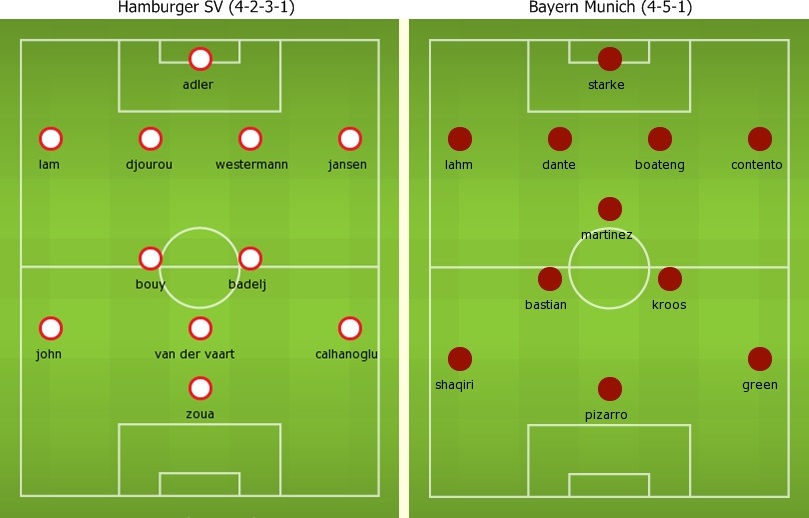 Hamburger SV (4-2-3-1)
adler
lam djourou westermann jansen
bouy badelj
john van der vaart calhanoglu
zoua
Bayern Munich (4-5-1)
starke
lahm dante boateng contento
martinez
bastian kroos
shaqiri green
pizarro